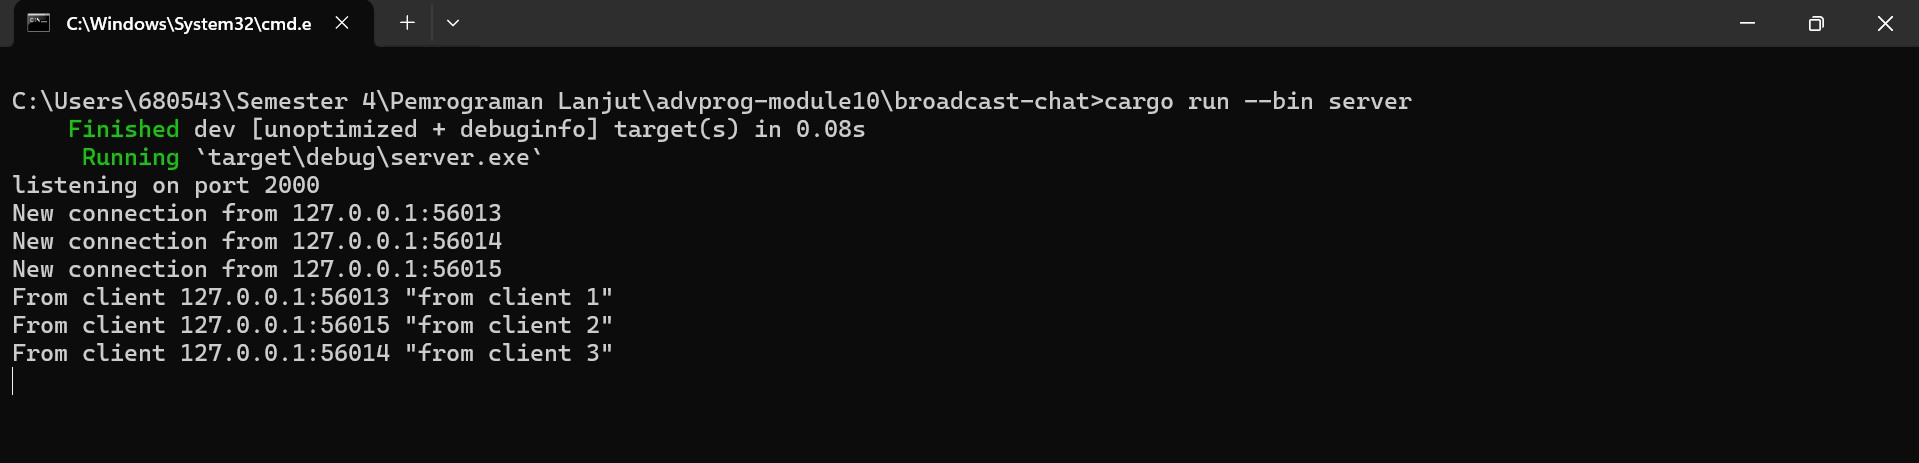 C:\Windows\System32\cmd.e
C:\Users\680543\Semester 4\Pemrograman Lanjut\advprog-module10\broadcast-chat>cargo run --bin server
Finished dev [unoptimized + debuginfo] target(s) in 0.08s
Running `target\debug\server.exe`
listening on port 2000
New connection from 127.0.0.1:56013
New connection from 127.0.0.1:56014
New connection from 127.0.0.1:56015
From client 127.0.0.1:56013 "from client 1"
From client 127.0.0.1:56015 "from client 2"
From client 127.0.0.1:56014 "from client 3"